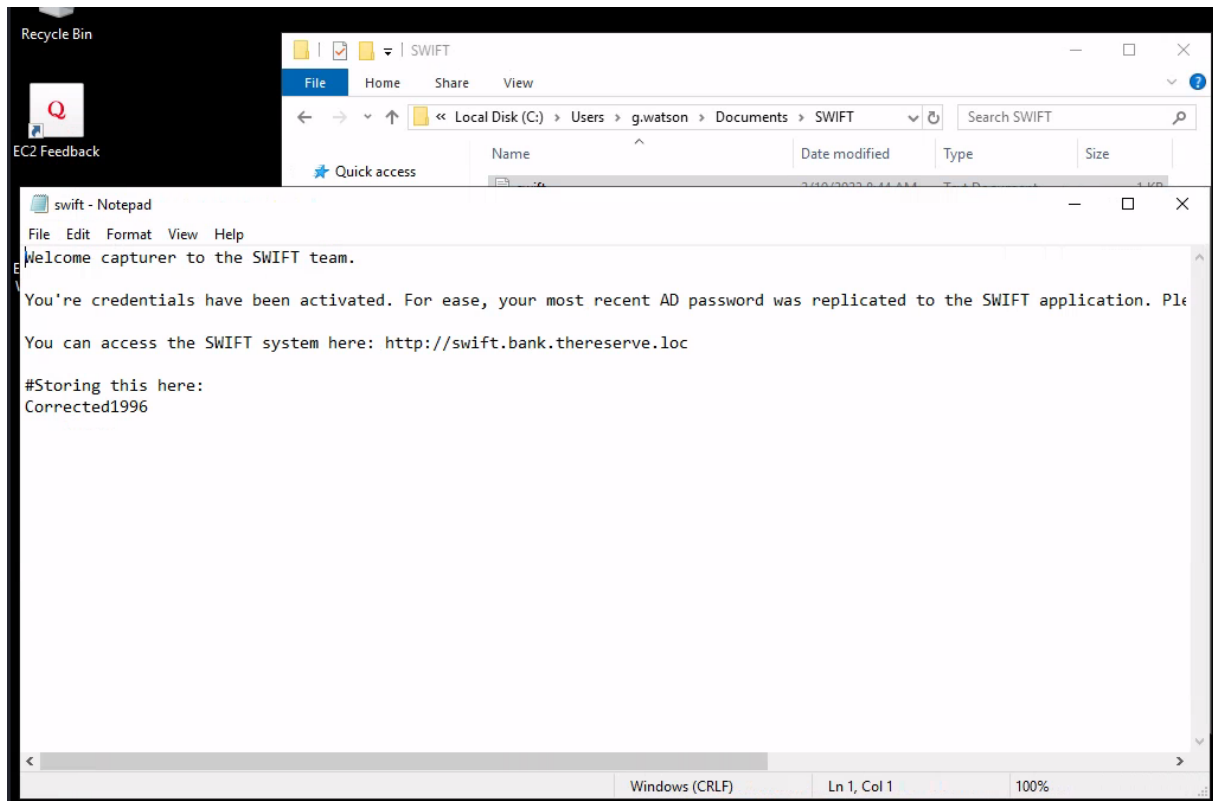 Recycle Bin
SWIFT
File Home Share View
« Local Disk (C:) › Users › g.watson › Documents › SWIFT
Search SWIFT
EC2 Feedback
Name Date modified Type Size
Quick access
swift - Notepad
File Edit Format View Help
Welcome capturer to the SWIFT team.
You're credentials have been activated. For ease, your most recent AD password was replicated to the SWIFT application. Ple
You can access the SWIFT system here: http://swift.bank.thereserve.loc
#Storing this here:
Corrected1996
Windows (CRLF) Ln 1, Col 1 100%